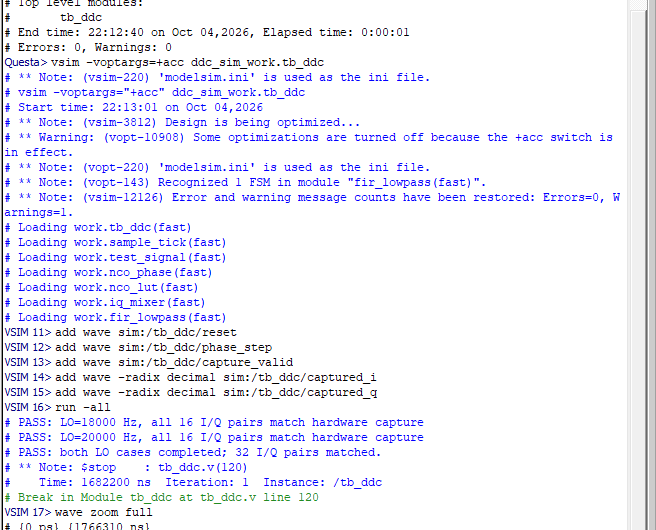 # Top level modules:
#       tb_ddc
# End time: 22:12:40 on Oct 04,2026, Elapsed time: 0:00:01
# Errors: 0, Warnings: 0
Questa> vsim -voptargs=+acc ddc_sim_work.tb_ddc
# ** Note: (vsim-220) 'modelsim.ini' is used as the ini file.
# vsim -voptargs="+acc" ddc_sim_work.tb_ddc
# Start time: 22:13:01 on Oct 04,2026
# ** Note: (vsim-3812) Design is being optimized...
# ** Warning: (vopt-10908) Some optimizations are turned off because the +acc switch is
in effect.
# ** Note: (vopt-220) 'modelsim.ini' is used as the ini file.
# ** Note: (vopt-143) Recognized 1 FSM in module "fir_lowpass(fast)".
# ** Note: (vsim-12126) Error and warning message counts have been restored: Errors=0, W
arnings=1.
# Loading work.tb_ddc(fast)
# Loading work.sample_tick(fast)
# Loading work.test_signal(fast)
# Loading work.nco_phase(fast)
# Loading work.nco_lut(fast)
# Loading work.iq_mixer(fast)
# Loading work.fir_lowpass(fast)
VSIM 11> add wave sim:/tb_ddc/reset
VSIM 12> add wave sim:/tb_ddc/phase_step
VSIM 13> add wave sim:/tb_ddc/capture_valid
VSIM 14> add wave -radix decimal sim:/tb_ddc/captured_i
VSIM 15> add wave -radix decimal sim:/tb_ddc/captured_q
VSIM 16> run -all
# PASS: LO=18000 Hz, all 16 I/Q pairs match hardware capture
# PASS: LO=20000 Hz, all 16 I/Q pairs match hardware capture
# PASS: both LO cases completed; 32 I/Q pairs matched.
# ** Note: $stop    : tb_ddc.v(120)
#    Time: 1682200 ns  Iteration: 1  Instance: /tb_ddc
# Break in Module tb_ddc at tb_ddc.v line 120
VSIM 17> wave zoom full
# {0 ps} {1766310 ns}